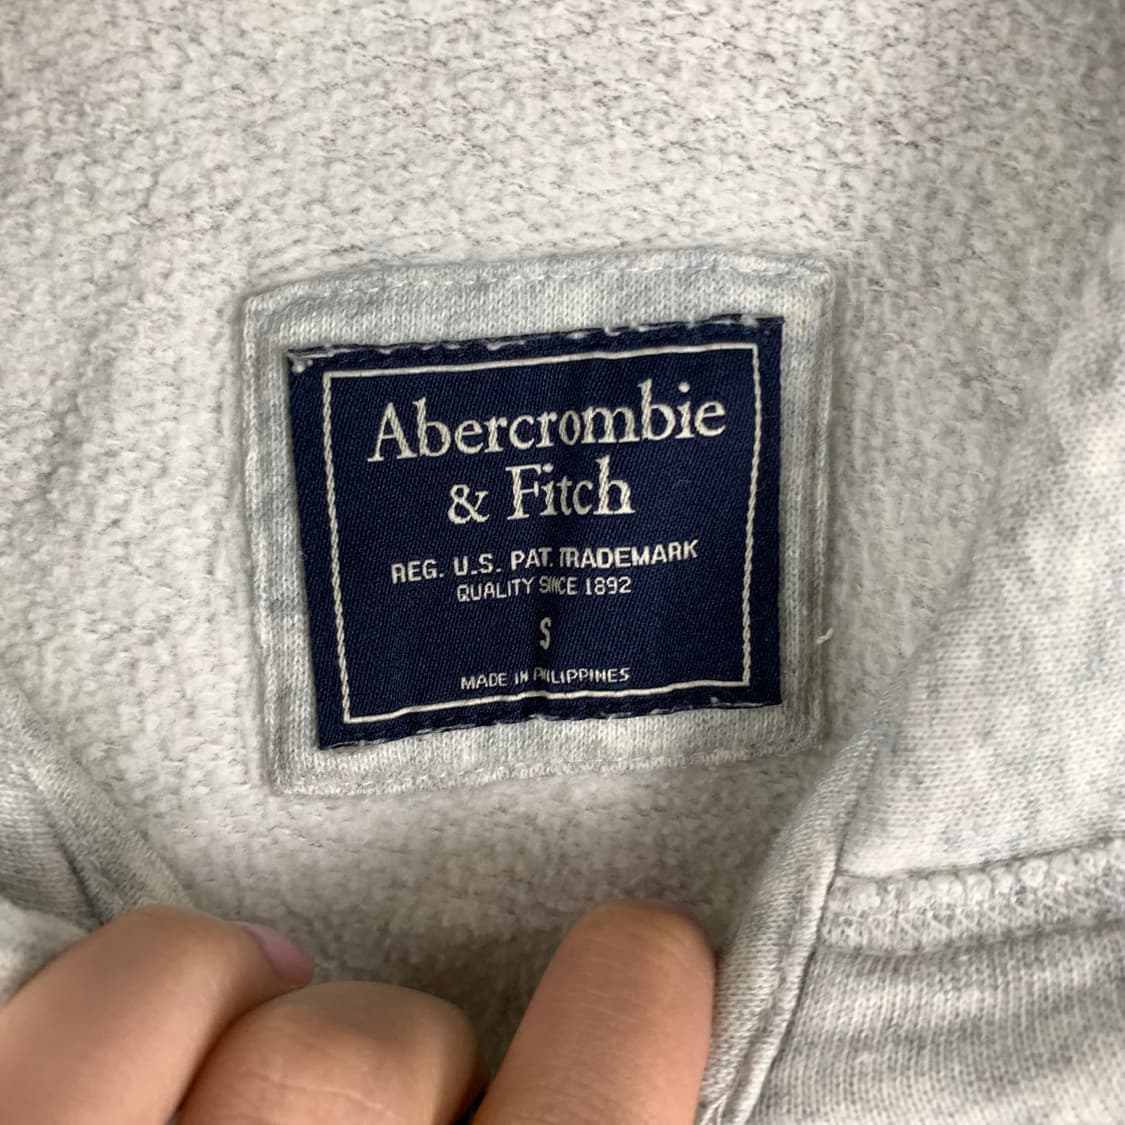 Abercrombie
& Fitch
REG. U.S. PAT. TRADEMARK
QUALITY SINCE 1892
S
MADE IN PHILIPPINES